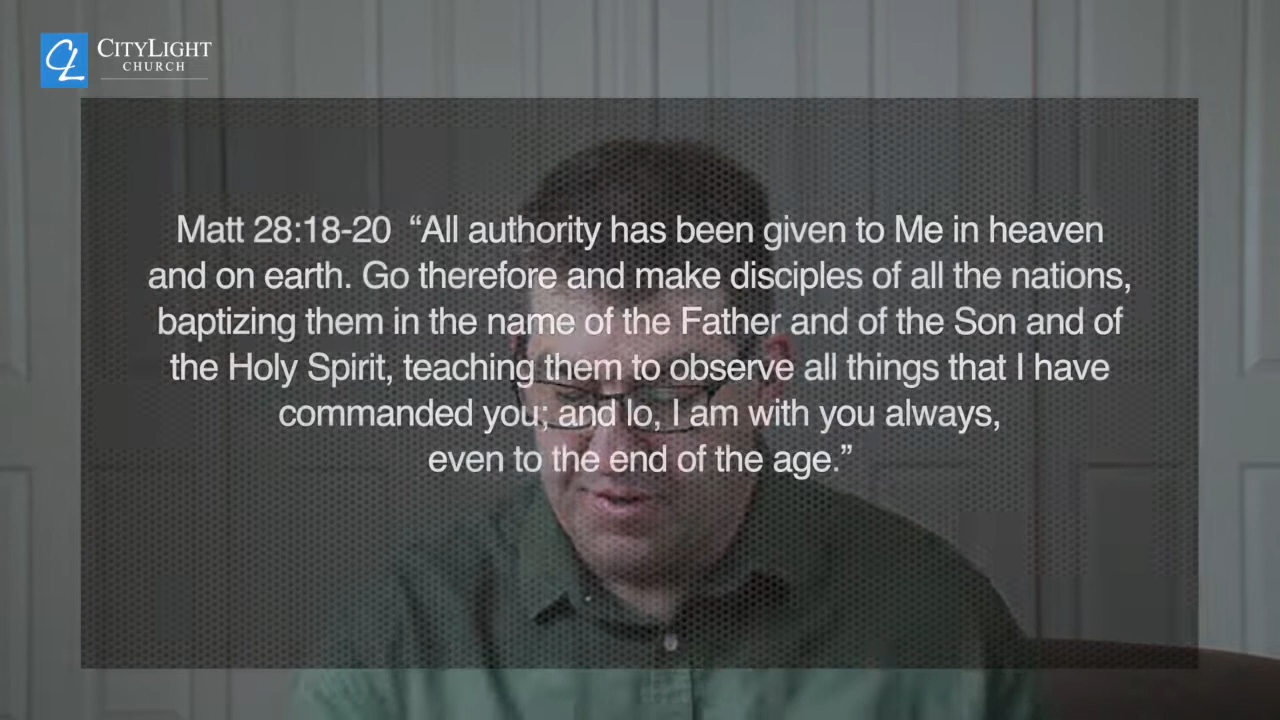 CL
CITYLIGHT
CHURCH
Matt 28:18-20 “All authority has been given to Me in heaven
and on earth. Go therefore and make disciples of all the nations,
baptizing them in the name of the Father and of the Son and of
the Holy Spirit, teaching them to observe all things that I have
commanded you; and lo, I am with you always,
even to the end of the age.”